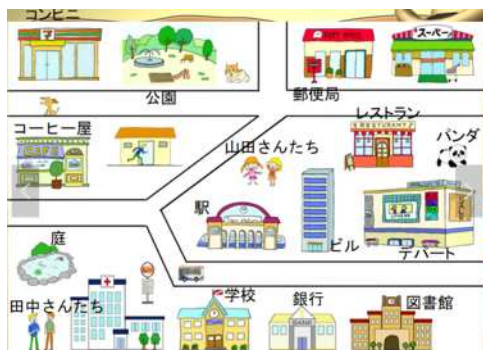 コンビニ
スーパー
公園
郵便局
レストラン
RESTURANT
コーヒー屋
山田さんたち
パンダ
駅
庭
ビル
デパート
田中さんたち
学校
銀行
図書館
BANK